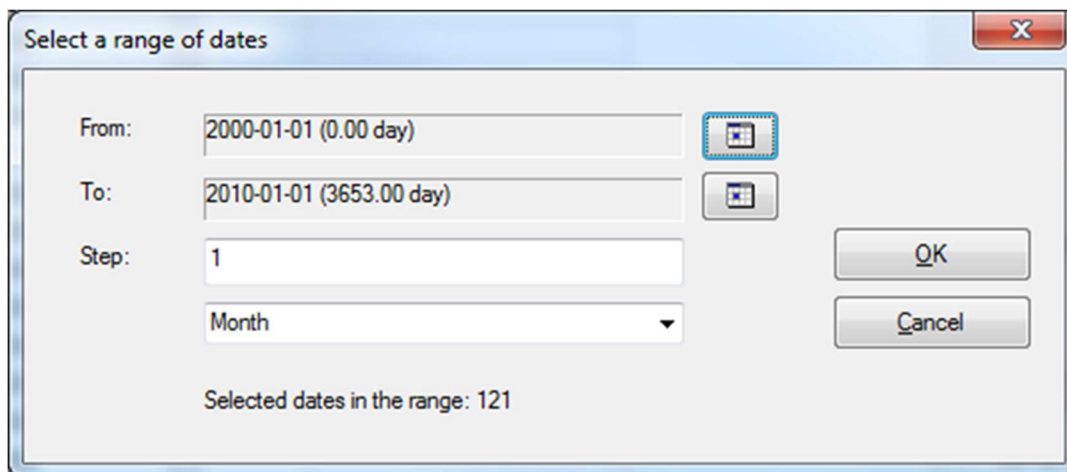 Select a range of dates
From:
2000-01-01 (0.00 day)
To:
2010-01-01 (3653.00 day)
Step:
1
OK
Month
Cancel
Selected dates in the range: 121